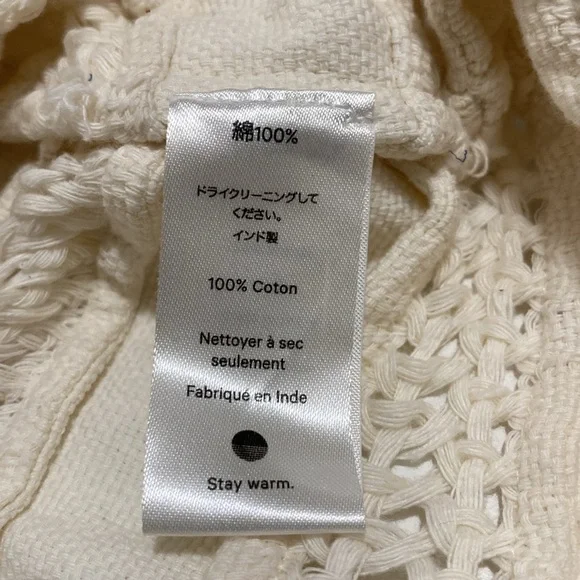 綿100%
ドライクリーニングして
ください。
インド製
100% Coton
Nettoyer à sec
seulement
Fabriqué en Inde
Stay warm.